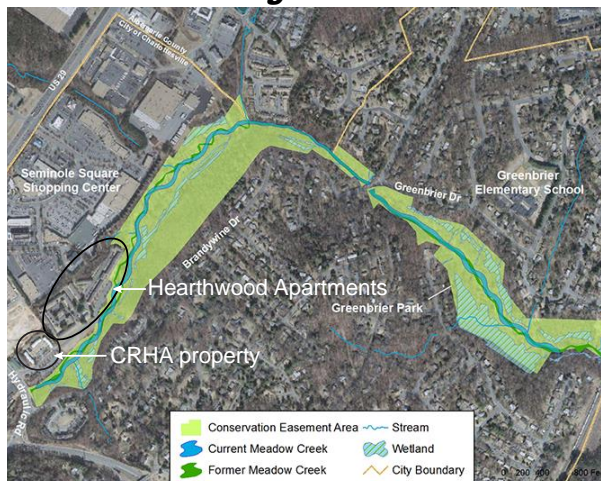 Albemarle County
City of Charlottesville
US 29
Seminole Square
Shopping Center
Greenbrier Dr
Greenbrier
Elementary School
Brandywine Dr
Hearthwood Apartments
Greenbrier Park
CRHA property
Hydraulic Rd
Conservation Easement Area
Stream
Current Meadow Creek
Wetland
Former Meadow Creek
City Boundary
0 200 400 800 Fe